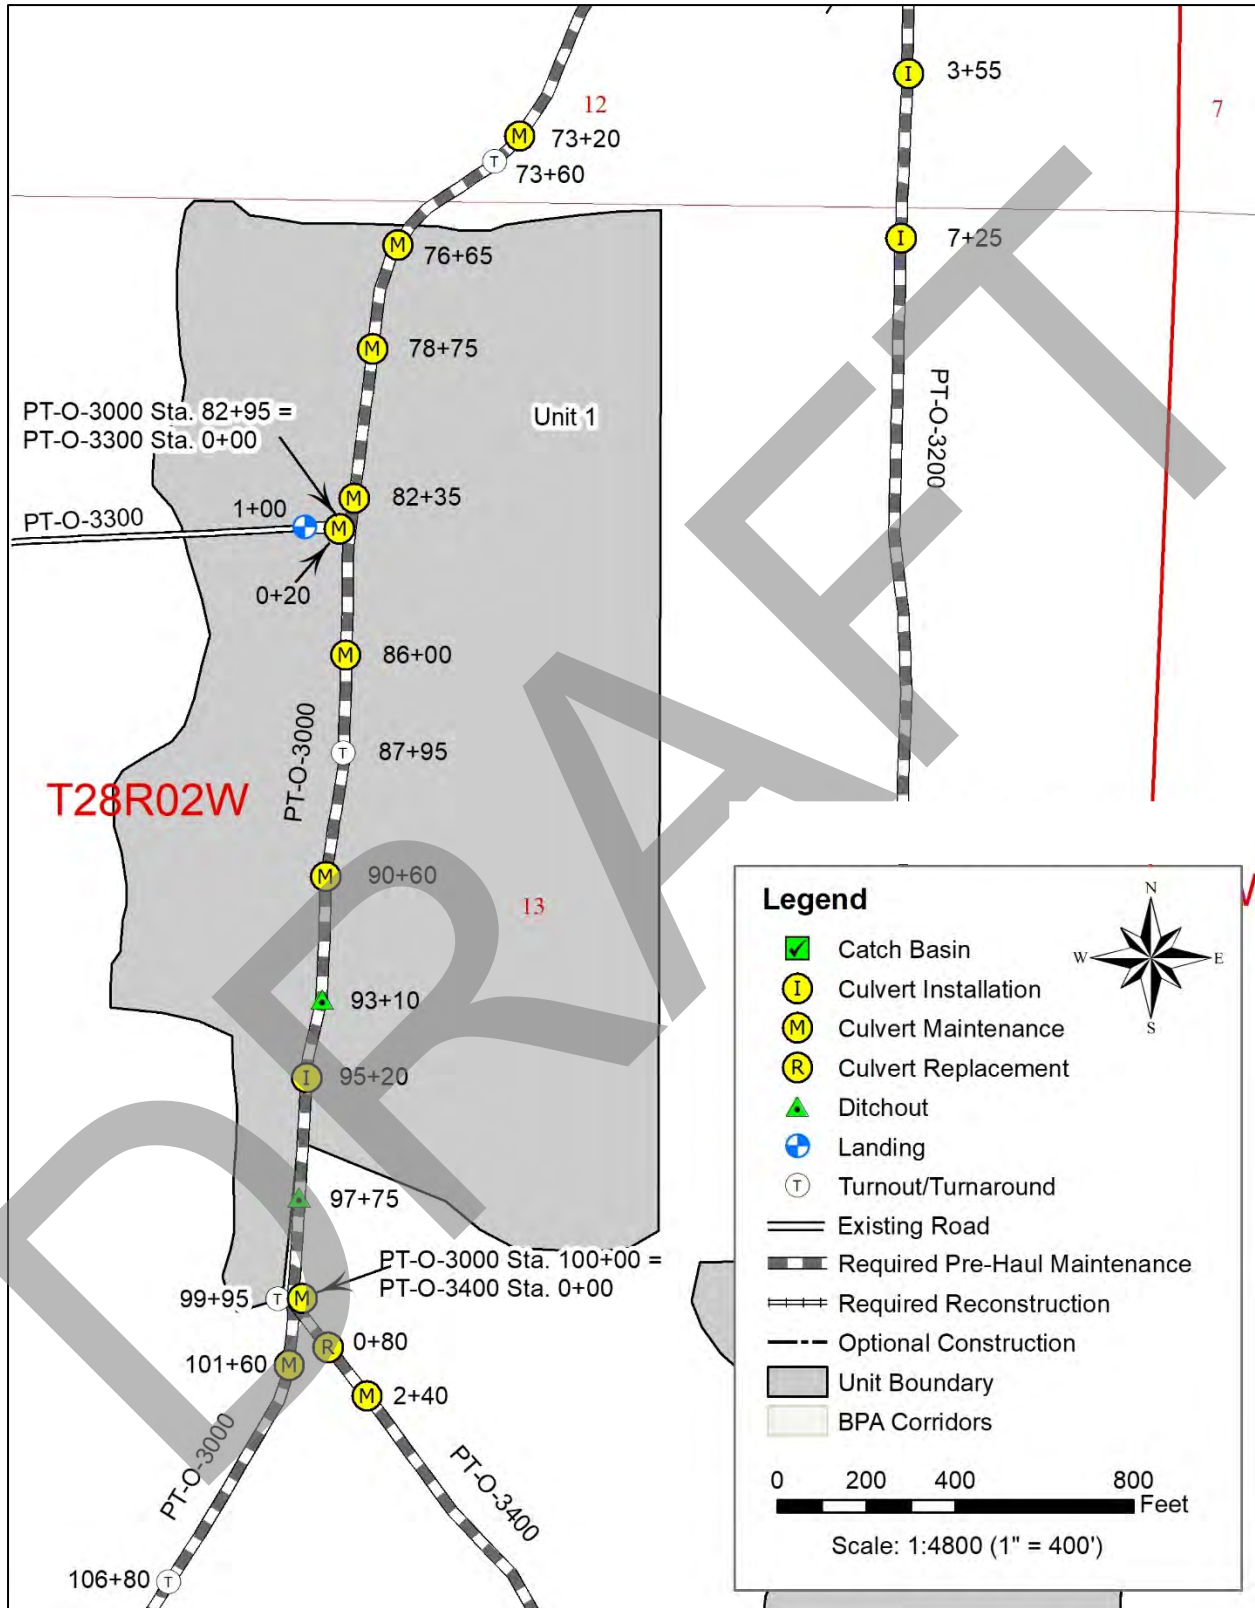 3+55
12
7
M
73+20
T
73+60
I
I
7+25
M
76+65
M
78+75
PT-O-3000 Sta. 82+95 =
PT-O-3300 Sta. 0+00
Unit 1
PT-O-3200
M
82+35
1+00
PT-O-3300
M
0+20
M
86+00
PT-O-3000
T
87+95
T28R02W
M
90+60
13
93+10
I
95+20
97+75
PT-O-3000 Sta. 100+00 =
PT-O-3400 Sta. 0+00
99+95
T
M
R
0+80
101+60
M
M
2+40
PT-O-3000
PT-O-3400
106+80
T
DRAFT
Legend
N
W
E
S
Catch Basin
I
Culvert Installation
M
Culvert Maintenance
R
Culvert Replacement
Ditchout
Landing
T
Turnout/Turnaround
Existing Road
Required Pre-Haul Maintenance
Required Reconstruction
Optional Construction
Unit Boundary
BPA Corridors
0 200 400 800
Feet
Scale: 1:4800 (1" = 400')